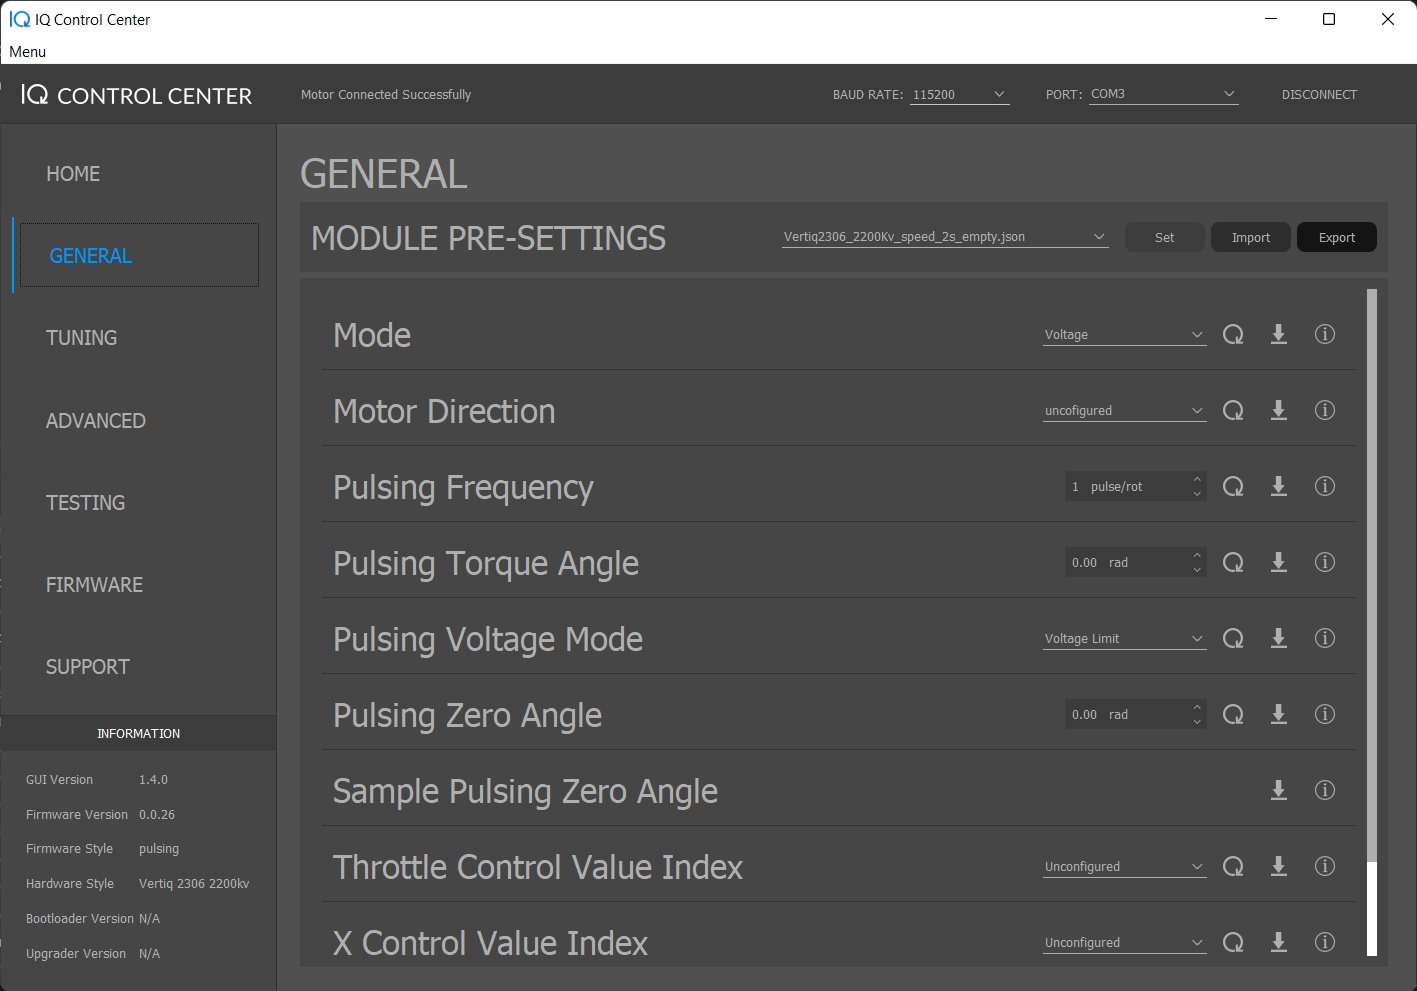 IQ Control Center
Menu
IQ CONTROL CENTER
Motor Connected Successfully
BAUD RATE: 115200
PORT: COM3
DISCONNECT
HOME
GENERAL
TUNING
ADVANCED
TESTING
FIRMWARE
SUPPORT
INFORMATION
GUI Version 1.4.0
Firmware Version 0.0.26
Firmware Style pulsing
Hardware Style Vertiq 2306 2200kv
Bootloader Version N/A
Upgrader Version N/A
GENERAL
MODULE PRE-SETTINGS
Vertiq2306_2200Kv_speed_2s_empty.json
Set
Import
Export
Mode Voltage
Motor Direction uncofigured
Pulsing Frequency 1 pulse/rot
Pulsing Torque Angle 0.00 rad
Pulsing Voltage Mode Voltage Limit
Pulsing Zero Angle 0.00 rad
Sample Pulsing Zero Angle
Throttle Control Value Index Unconfigured
X Control Value Index Unconfigured